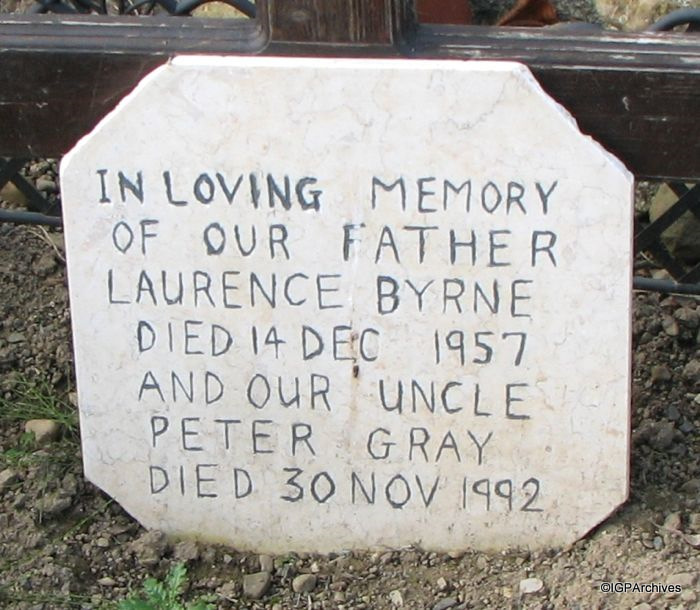 IN LOVING MEMORY
OF OUR FATHER
LAURENCE BYRNE
DIED 14 DEC 1957
AND OUR UNCLE
PETER GRAY
DIED 30 NOV 1992
©IGPArchives